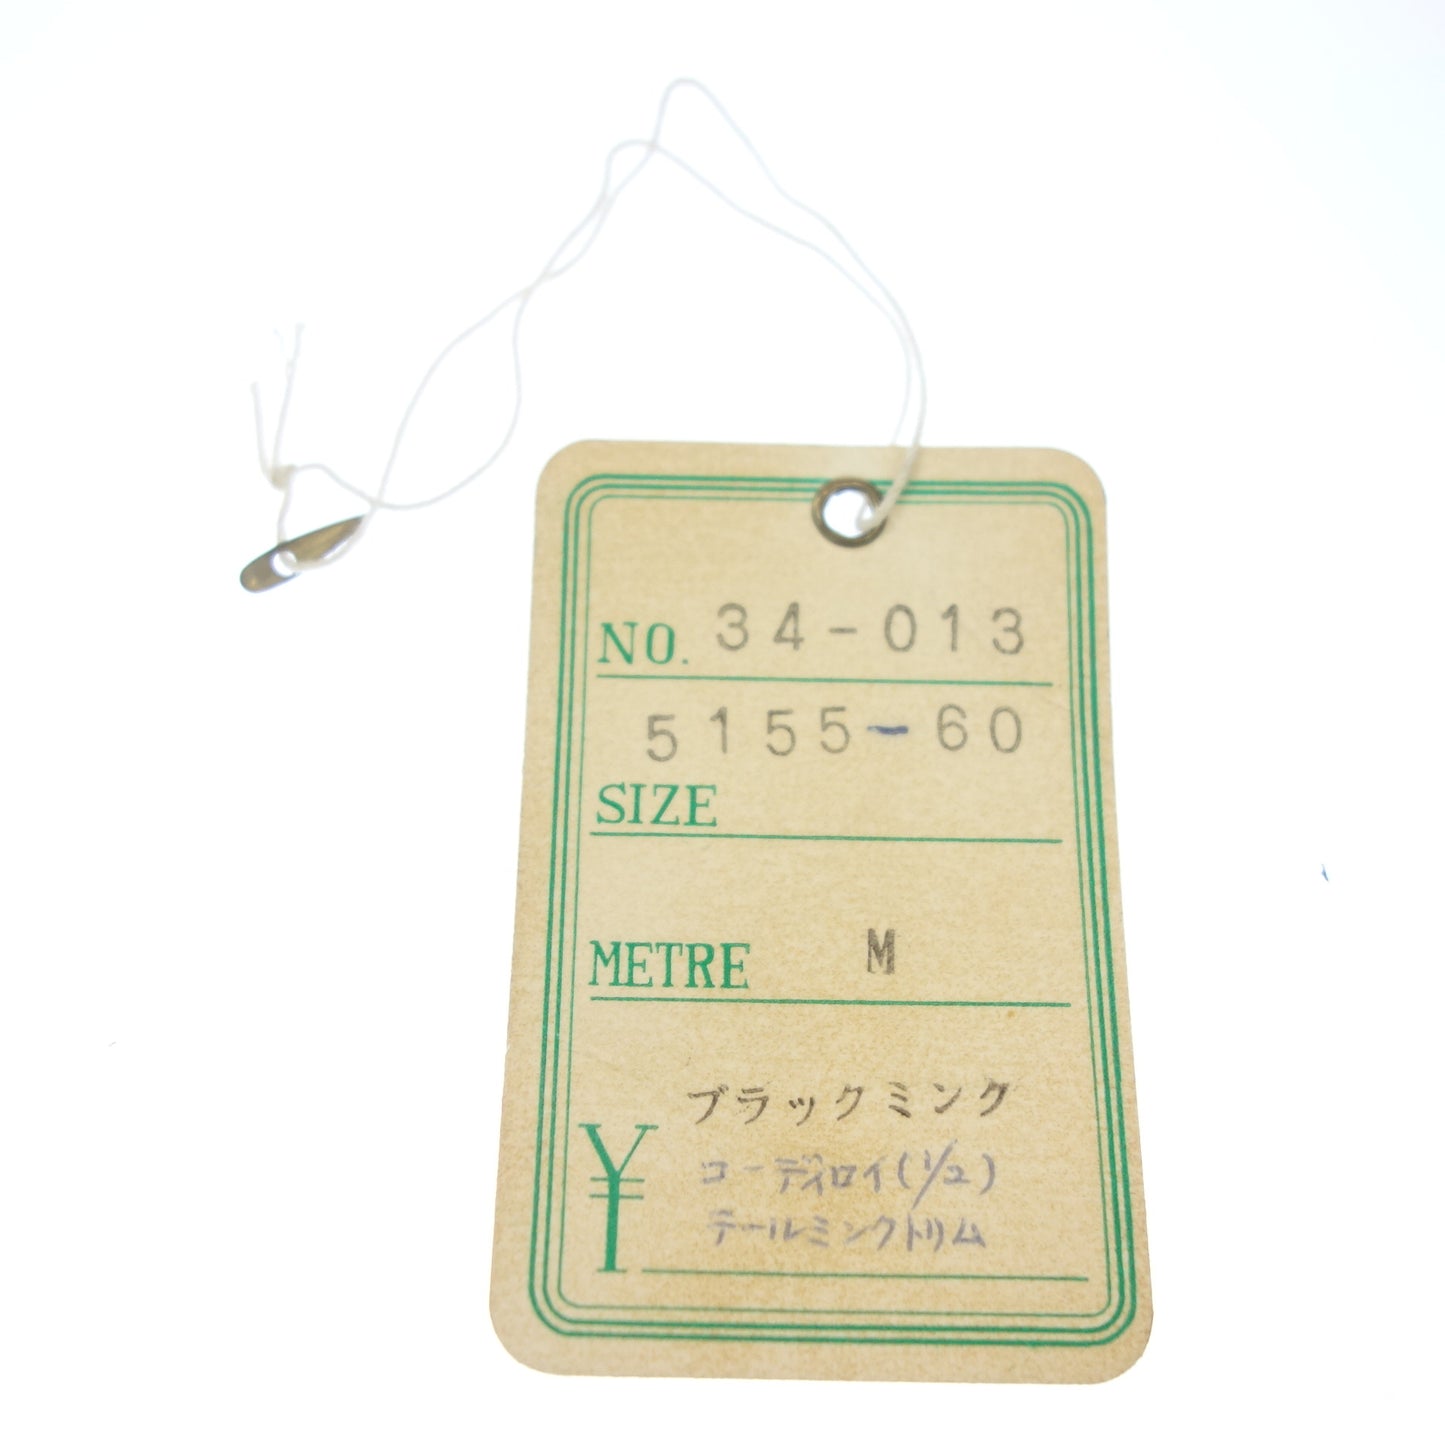 NO. 34-013
5155-60
SIZE
METRE M
ブラックミンク
¥ コーディロイ(1/2)
テールミンクトリム